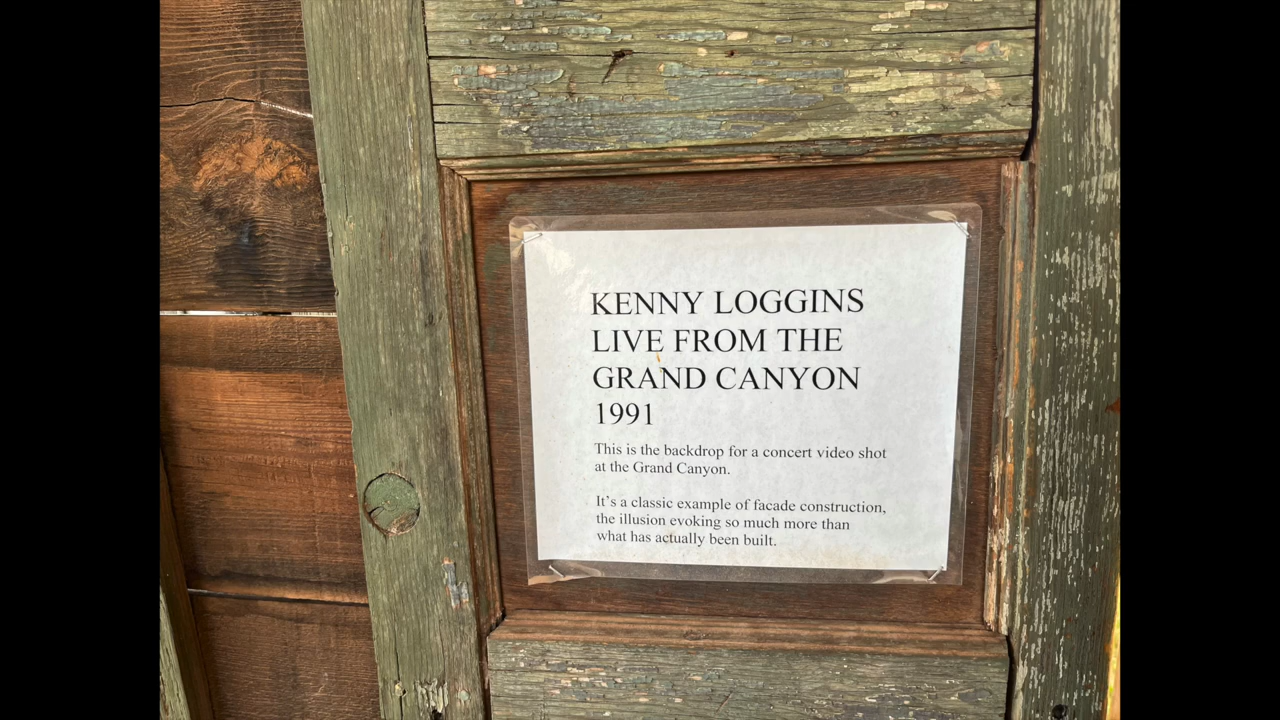 KENNY LOGGINS
LIVE FROM THE
GRAND CANYON
1991
This is the backdrop for a concert video shot
at the Grand Canyon.
It's a classic example of facade construction,
the illusion evoking so much more than
what has actually been built.